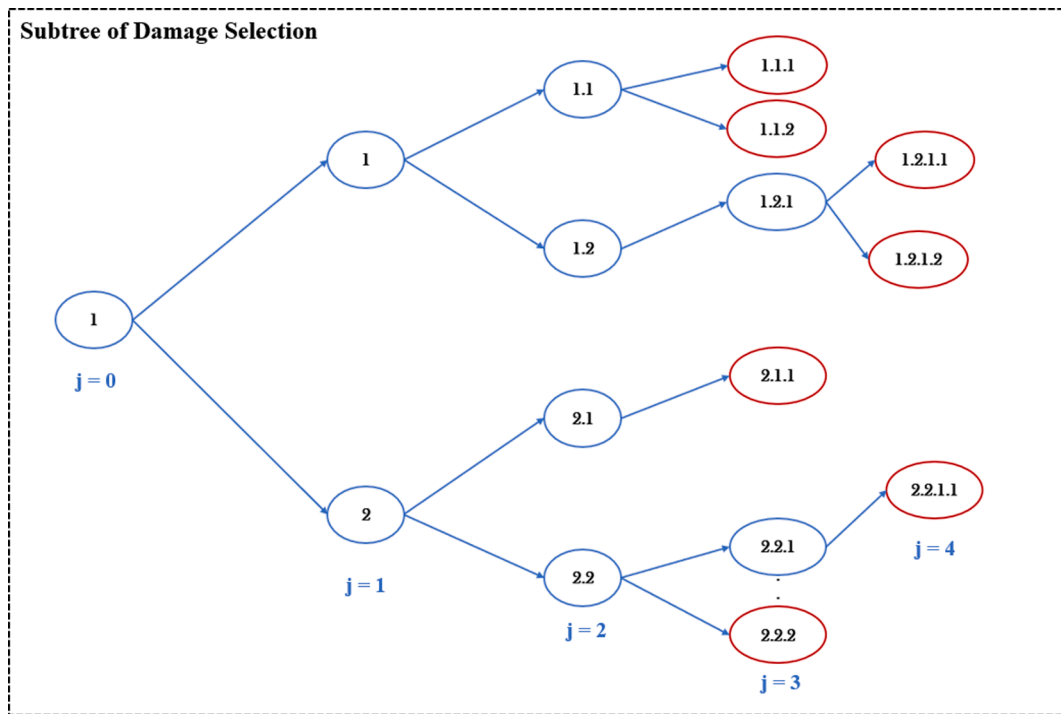 Subtree of Damage Selection
1.1.1
1.1
1.1.2
1
1.2.1.1
1.2.1
1.2
1.2.1.2
1
j = 0
2.1.1
2.1
2.2.1.1
2
2.2.1
j = 4
2.2
j = 1
j = 2
2.2.2
j = 3